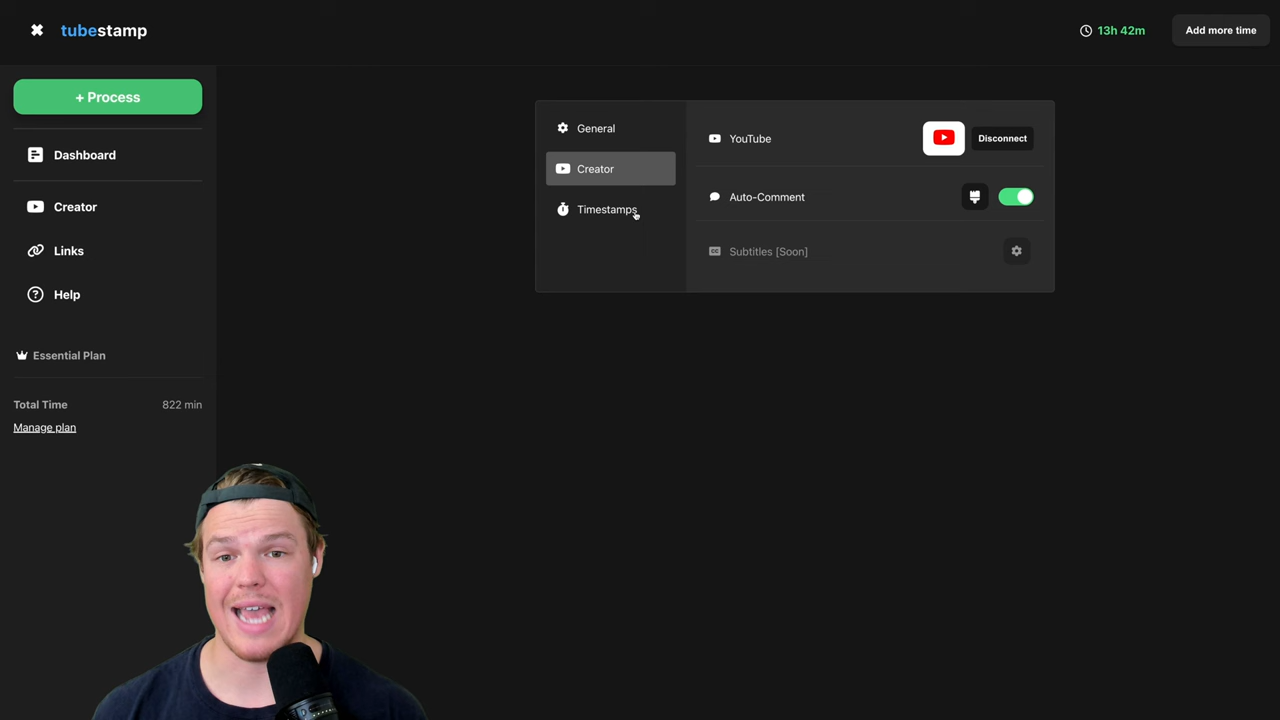 tubestamp
13h 42m
Add more time
+ Process
Dashboard
Creator
Links
Help
Essential Plan
Total Time 822 min
Manage plan
General
Creator
Timestamps
YouTube
Disconnect
Auto-Comment
CC Subtitles [Soon]